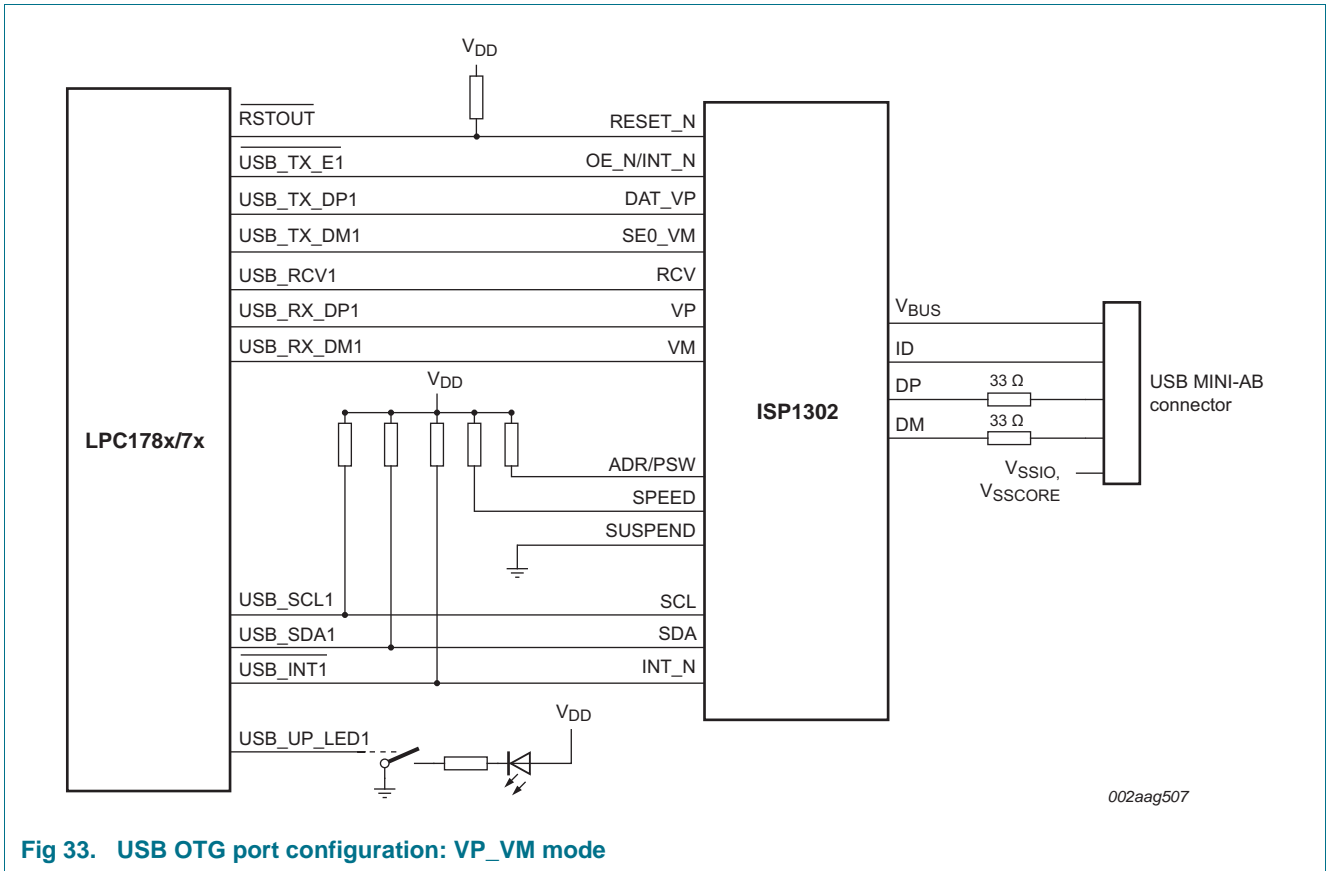 VDD
RSTOUT
RESET_N
USB_TX_E1
OE_N/INT_N
USB_TX_DP1
DAT_VP
USB_TX_DM1
SE0_VM
USB_RCV1
RCV
USB_RX_DP1
VP
USB_RX_DM1
VM
VBUS
ID
DP
33 Ω
DM
33 Ω
VSSIO,
VSSCORE
USB MINI-AB
connector
LPC178x/7x
ISP1302
VDD
ADR/PSW
SPEED
SUSPEND
USB_SCL1
SCL
USB_SDA1
SDA
USB_INT1
INT_N
VDD
USB_UP_LED1
002aag507
Fig 33. USB OTG port configuration: VP_VM mode